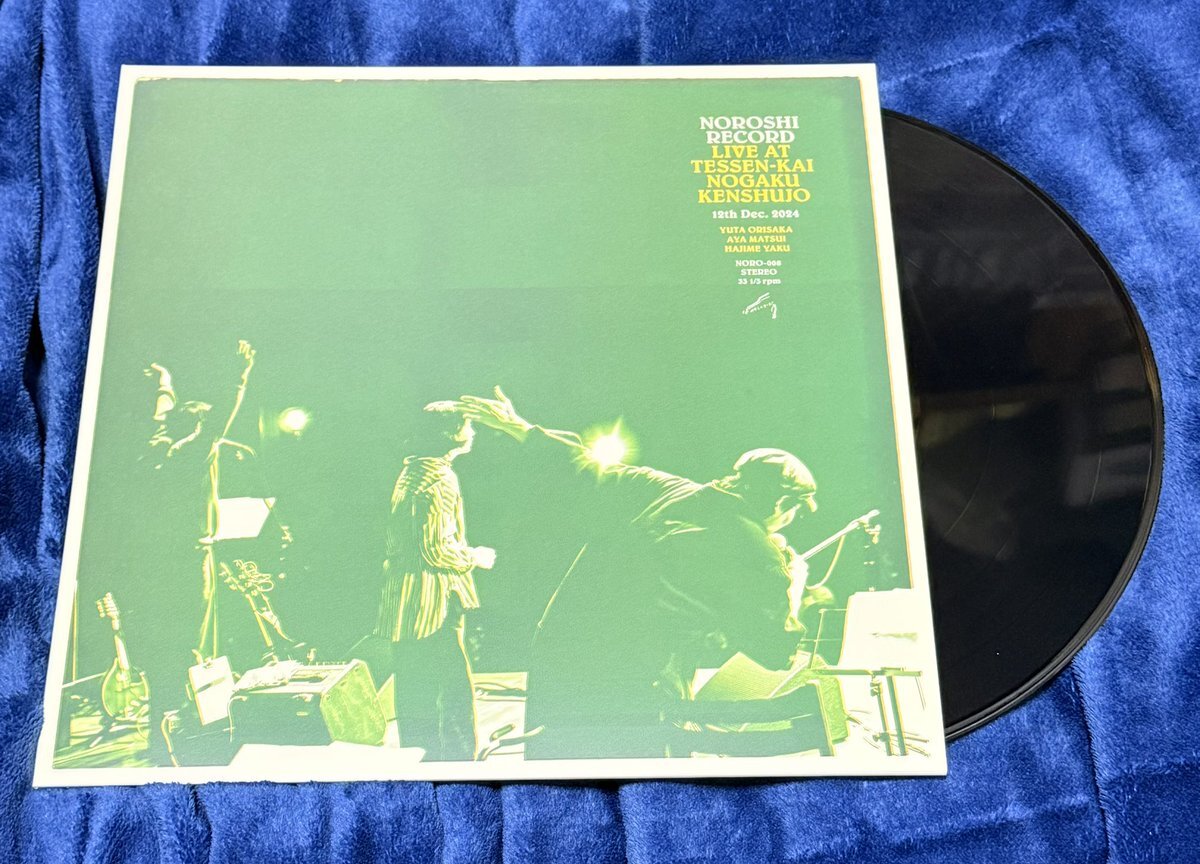 NOROSHI
RECORD
LIVE AT
TESSEN-KAI
NOGAKU
KENSHUJO
12th Dec. 2024
YUTA ORISAKA
AYA MATSUI
HAJIME YAKU
STEREO
33 1/3 rpm